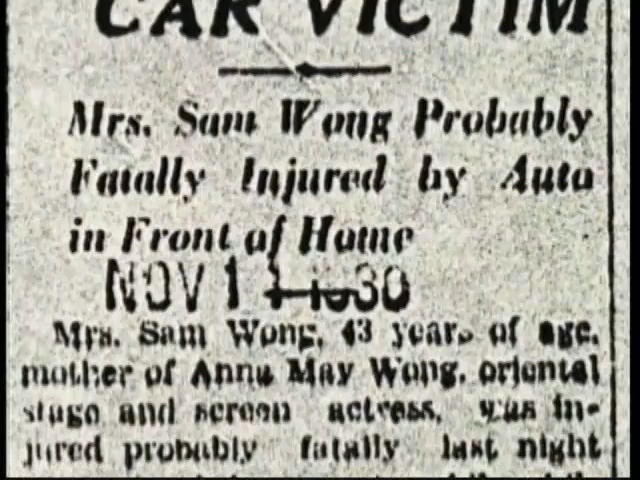 CAR VICTIM
Mrs. Sam Wong Probably
Fatally Injured by Auto
in Front of Home
NOV 1 1 1930
Mrs. Sam Wong, 43 years of age,
mother of Anna May Wong, oriental
stage and screen actress, was in-
jured probably fatally last night